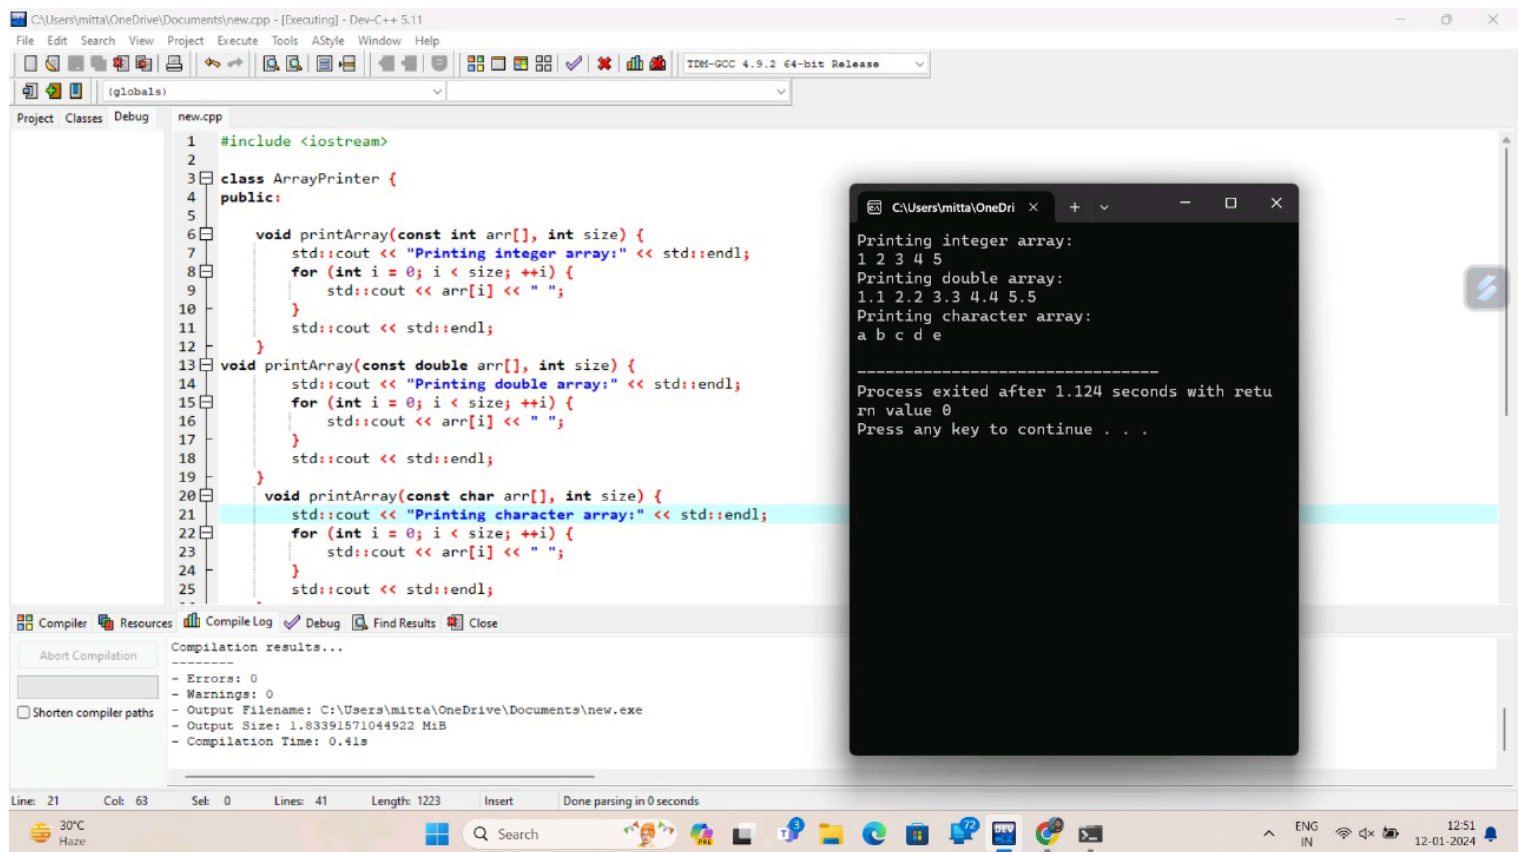 C:\Users\mitta\OneDrive\Documents\new.cpp - [Executing] - Dev-C++ 5.11
File Edit Search View Project Execute Tools AStyle Window Help
TDM-GCC 4.9.2 64-bit Release
(globals)
Project Classes Debug new.cpp
1 #include <iostream>
2
3 class ArrayPrinter {
4 public:
5
6 void printArray(const int arr[], int size) {
7 std::cout << "Printing integer array:" << std::endl;
8 for (int i = 0; i < size; ++i) {
9 std::cout << arr[i] << " ";
10 }
11 std::cout << std::endl;
12 }
13 void printArray(const double arr[], int size) {
14 std::cout << "Printing double array:" << std::endl;
15 for (int i = 0; i < size; ++i) {
16 std::cout << arr[i] << " ";
17 }
18 std::cout << std::endl;
19 }
20 void printArray(const char arr[], int size) {
21 std::cout << "Printing character array:" << std::endl;
22 for (int i = 0; i < size; ++i) {
23 std::cout << arr[i] << " ";
24 }
25 std::cout << std::endl;
C:\Users\mitta\OneDri
Printing integer array:
1 2 3 4 5
Printing double array:
1.1 2.2 3.3 4.4 5.5
Printing character array:
a b c d e
--------------------------------
Process exited after 1.124 seconds with retu
rn value 0
Press any key to continue . . .
Compiler Resources Compile Log Debug Find Results Close
Abort Compilation
Shorten compiler paths
Compilation results...
--------
- Errors: 0
- Warnings: 0
- Output Filename: C:\Users\mitta\OneDrive\Documents\new.exe
- Output Size: 1.83391571044922 MiB
- Compilation Time: 0.41s
Line: 21 Col: 63 Sel: 0 Lines: 41 Length: 1223 Insert Done parsing in 0 seconds
30°C
Haze
Search
PRE
3
72
DEV
ENG
IN
12:51
12-01-2024